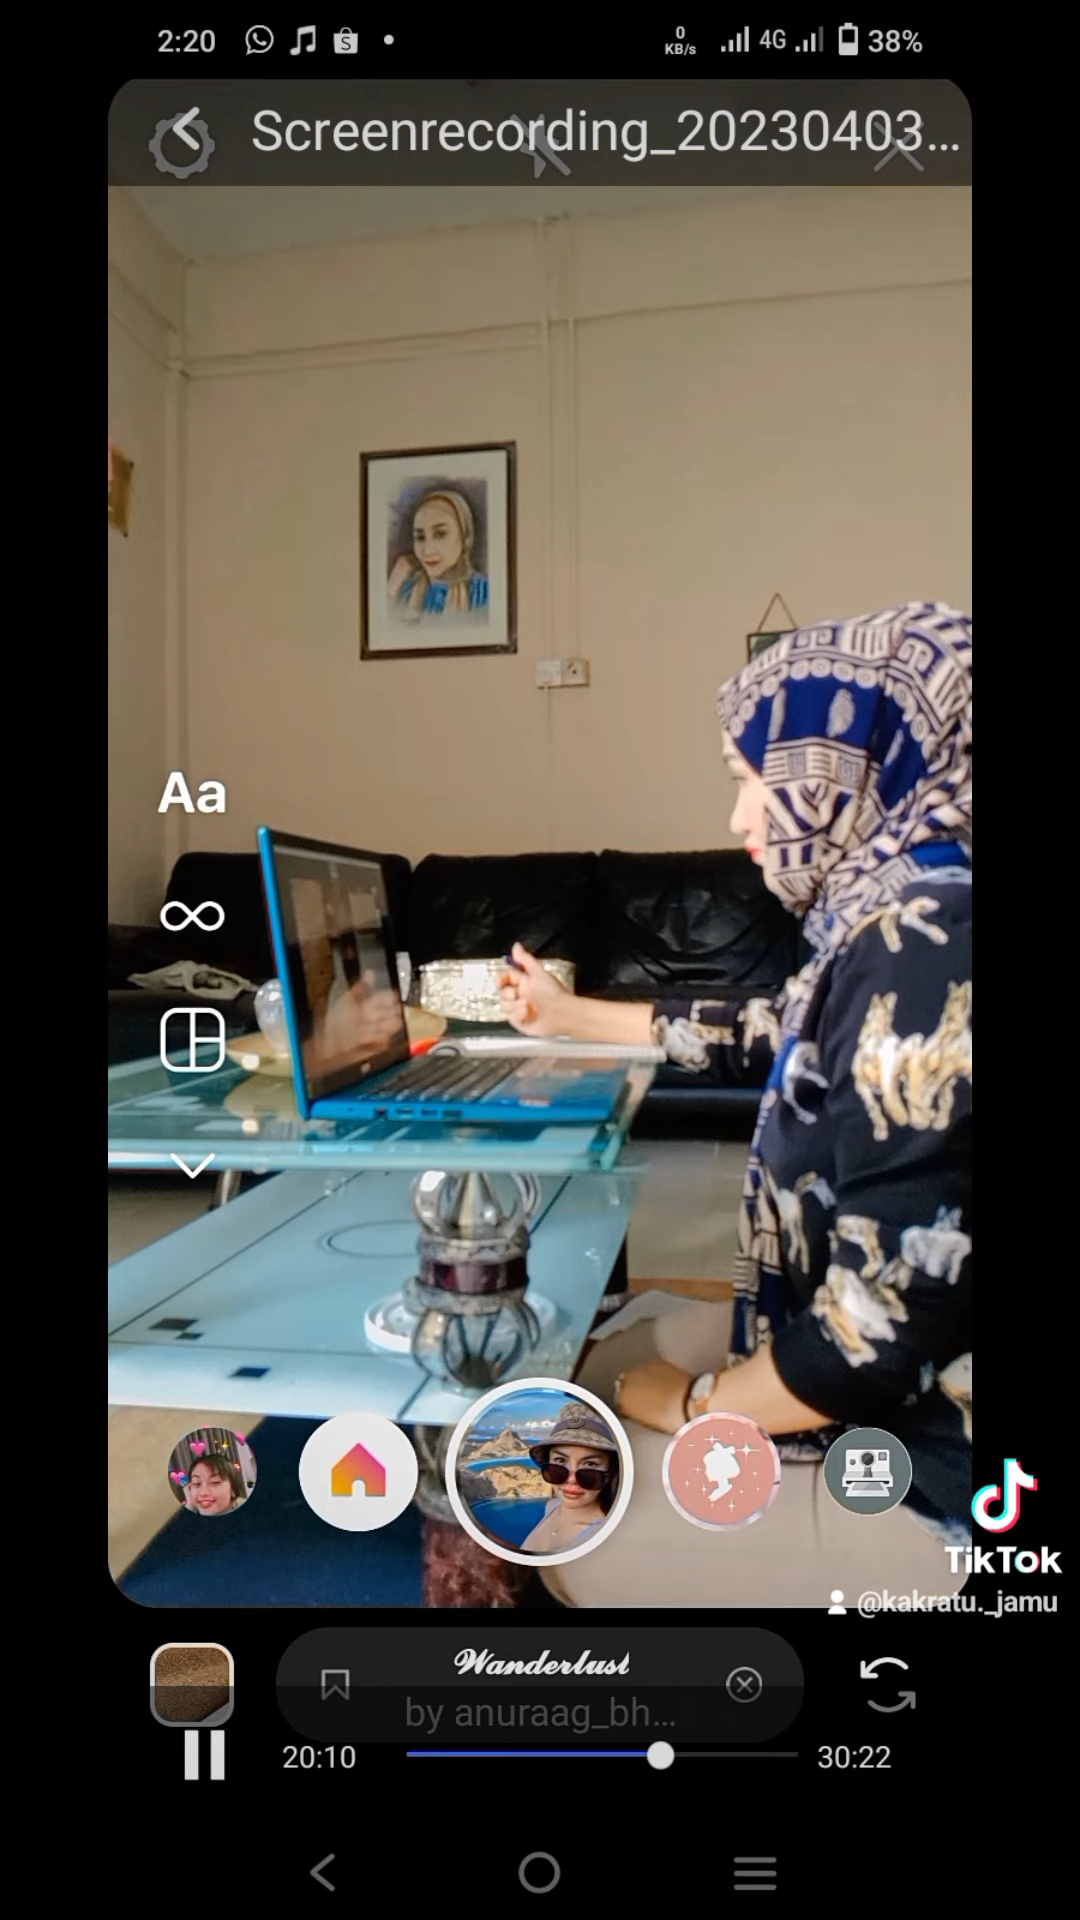 2:20
0
KB/s
4G
38%
Screenrecording_20230403...
Aa
TikTok
@kakratu._jamu
Wanderlust
by anuraag_bh...
20:10
30:22